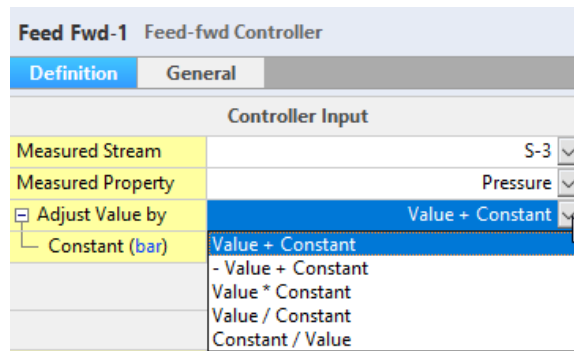 Feed Fwd-1 Feed-fwd Controller
Definition General
Controller Input
Measured Stream S-3
Measured Property Pressure
Adjust Value by Value + Constant
Constant (bar) Value + Constant
- Value + Constant
Value * Constant
Value / Constant
Constant / Value